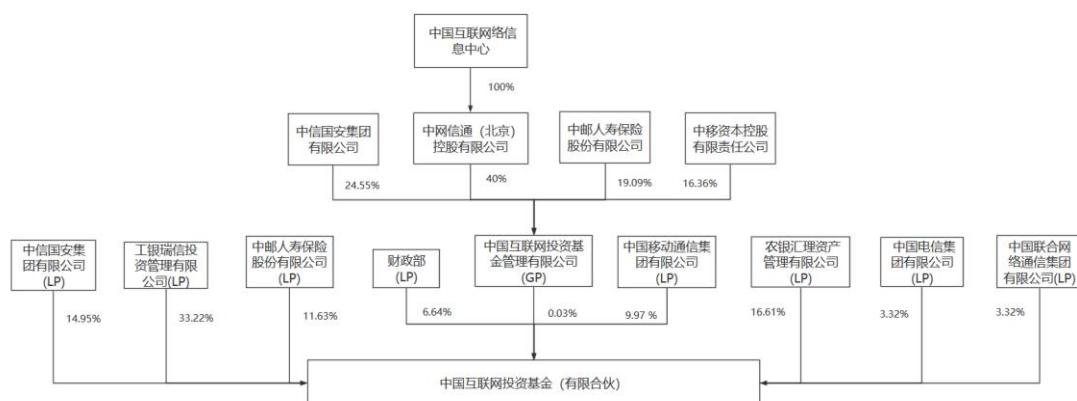 中国互联网络信
息中心
100%
中信国安集团
有限公司
中网信通（北京）
控股有限公司
中邮人寿保险
股份有限公司
中移资本控股
有限责任公司
24.55%
40%
19.09%
16.36%
中信国安集
团有限公司
(LP)
工银瑞信投
资管理有限
公司(LP)
中邮人寿保险
股份有限公司
(LP)
财政部
(LP)
中国互联网投资基
金管理有限公司
(GP)
中国移动通信集
团有限公司
(LP)
农银汇理资产
管理有限公司
(LP)
中国电信集
团有限公司
(LP)
中国联合网
络通信集团
有限公司(LP)
14.95%
33.22%
11.63%
6.64%
0.03%
9.97 %
16.61%
3.32%
3.32%
中国互联网投资基金（有限合伙）